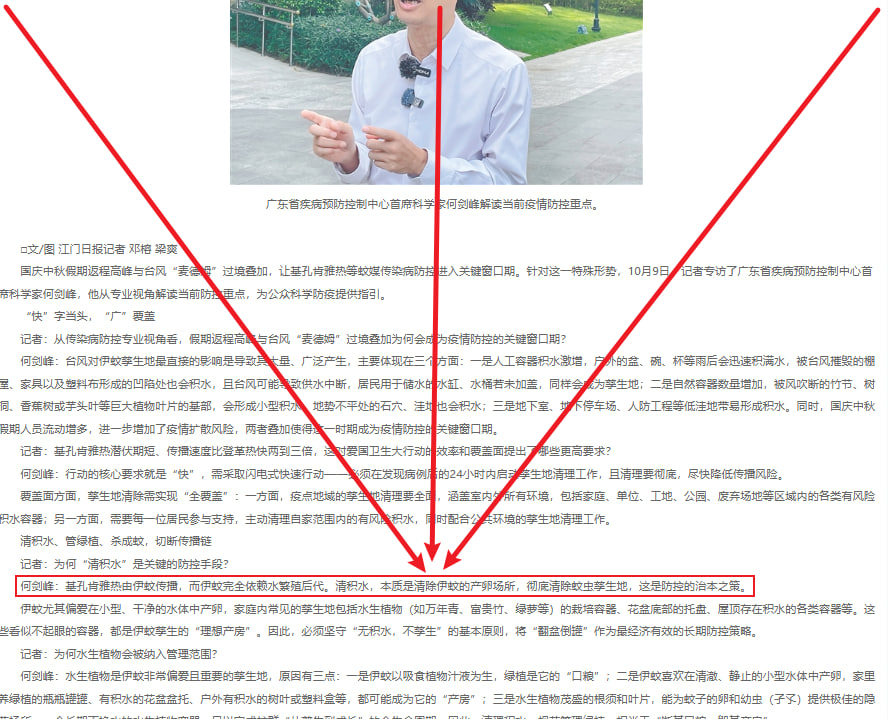 广东省疾病预防控制中心首席科学家何剑峰解读当前疫情防控重点。
□文/图 江门日报记者 邓榕 梁爽
国庆中秋假期返程高峰与台风“麦德姆”过境叠加，让基孔肯雅热等蚊媒传染病防控进入关键窗口期。针对这一特殊形势，10月9日，记者专访了广东省疾病预防控制中心首
席科学家何剑峰，他从专业视角解读当前防控重点，为公众科学防疫提供指引。
“快”字当头，“广”覆盖
记者：从传染病防控专业视角看，假期返程高峰与台风“麦德姆”过境叠加为何会成为疫情防控的关键窗口期？
何剑峰：台风对伊蚊孳生地最直接的影响是导致其大量、广泛产生，主要体现在三个方面：一是人工容器积水激增，户外的盆、碗、杯等雨后会迅速积满水，被台风摧毁的棚
屋、家具以及塑料布形成的凹陷处也会积水，且台风可能导致供水中断，居民用于储水的水缸、水桶若未加盖，同样会成为孳生地；二是自然容器数量增加，被风吹断的竹节、树
洞、香蕉树或芋头叶等巨大植物叶片的基部，会形成小型积水，地势不平处的石穴、洼地也会积水；三是地下室、地下停车场、人防工程等低洼地带易形成积水。同时，国庆中秋
假期人员流动增多，进一步增加了疫情扩散风险，两者叠加使得这一时期成为疫情防控的关键窗口期。
记者：基孔肯雅热潜伏期短、传播速度比登革热快两到三倍，这对爱国卫生大行动的效率和覆盖面提出了哪些更高要求？
何剑峰：行动的核心要求就是“快”，需采取闪电式快速行动——必须在发现病例后的24小时内启动孳生地清理工作，且清理要彻底，尽快降低传播风险。
覆盖面方面，孳生地清除需实现“全覆盖”：一方面，疫点地域的孳生地清理要全面，涵盖室内外所有环境，包括家庭、单位、工地、公园、废弃场地等区域内的各类有风险
积水容器；另一方面，需要每一位居民参与支持，主动清理自家范围内的有风险积水，同时配合公共环境的孳生地清理工作。
清积水、管绿植、杀成蚊，切断传播链
记者：为何“清积水”是关键的防控手段？
何剑峰：基孔肯雅热由伊蚊传播，而伊蚊完全依赖水繁殖后代。清积水，本质是清除伊蚊的产卵场所，彻底清除蚊虫孳生地，这是防控的治本之策。
伊蚊尤其偏爱在小型、干净的水体中产卵，家庭内常见的孳生地包括水生植物（如万年青、富贵竹、绿萝等）的栽培容器、花盆底部的托盘、屋顶存在积水的各类容器等。这
些看似不起眼的容器，都是伊蚊孳生的“理想产房”。因此，必须坚守“无积水，不孳生”的基本原则，将“翻盆倒罐”作为最经济有效的长期防控策略。
记者：为何水生植物会被纳入管理范围？
何剑峰：水生植物是伊蚊非常偏爱且重要的孳生地，原因有三点：一是伊蚊以吸食植物汁液为生，绿植是它的“口粮”；二是伊蚊喜欢在清澈、静止的小型水体中产卵，家里
养绿植的瓶瓶罐罐、有积水的花盆盆托、户外有积水的树叶或塑料盒等，都可能成为它的“产房”；三是水生植物茂密的根须和叶片，能为蚊子的卵和幼虫（孑孓）提供极佳的隐